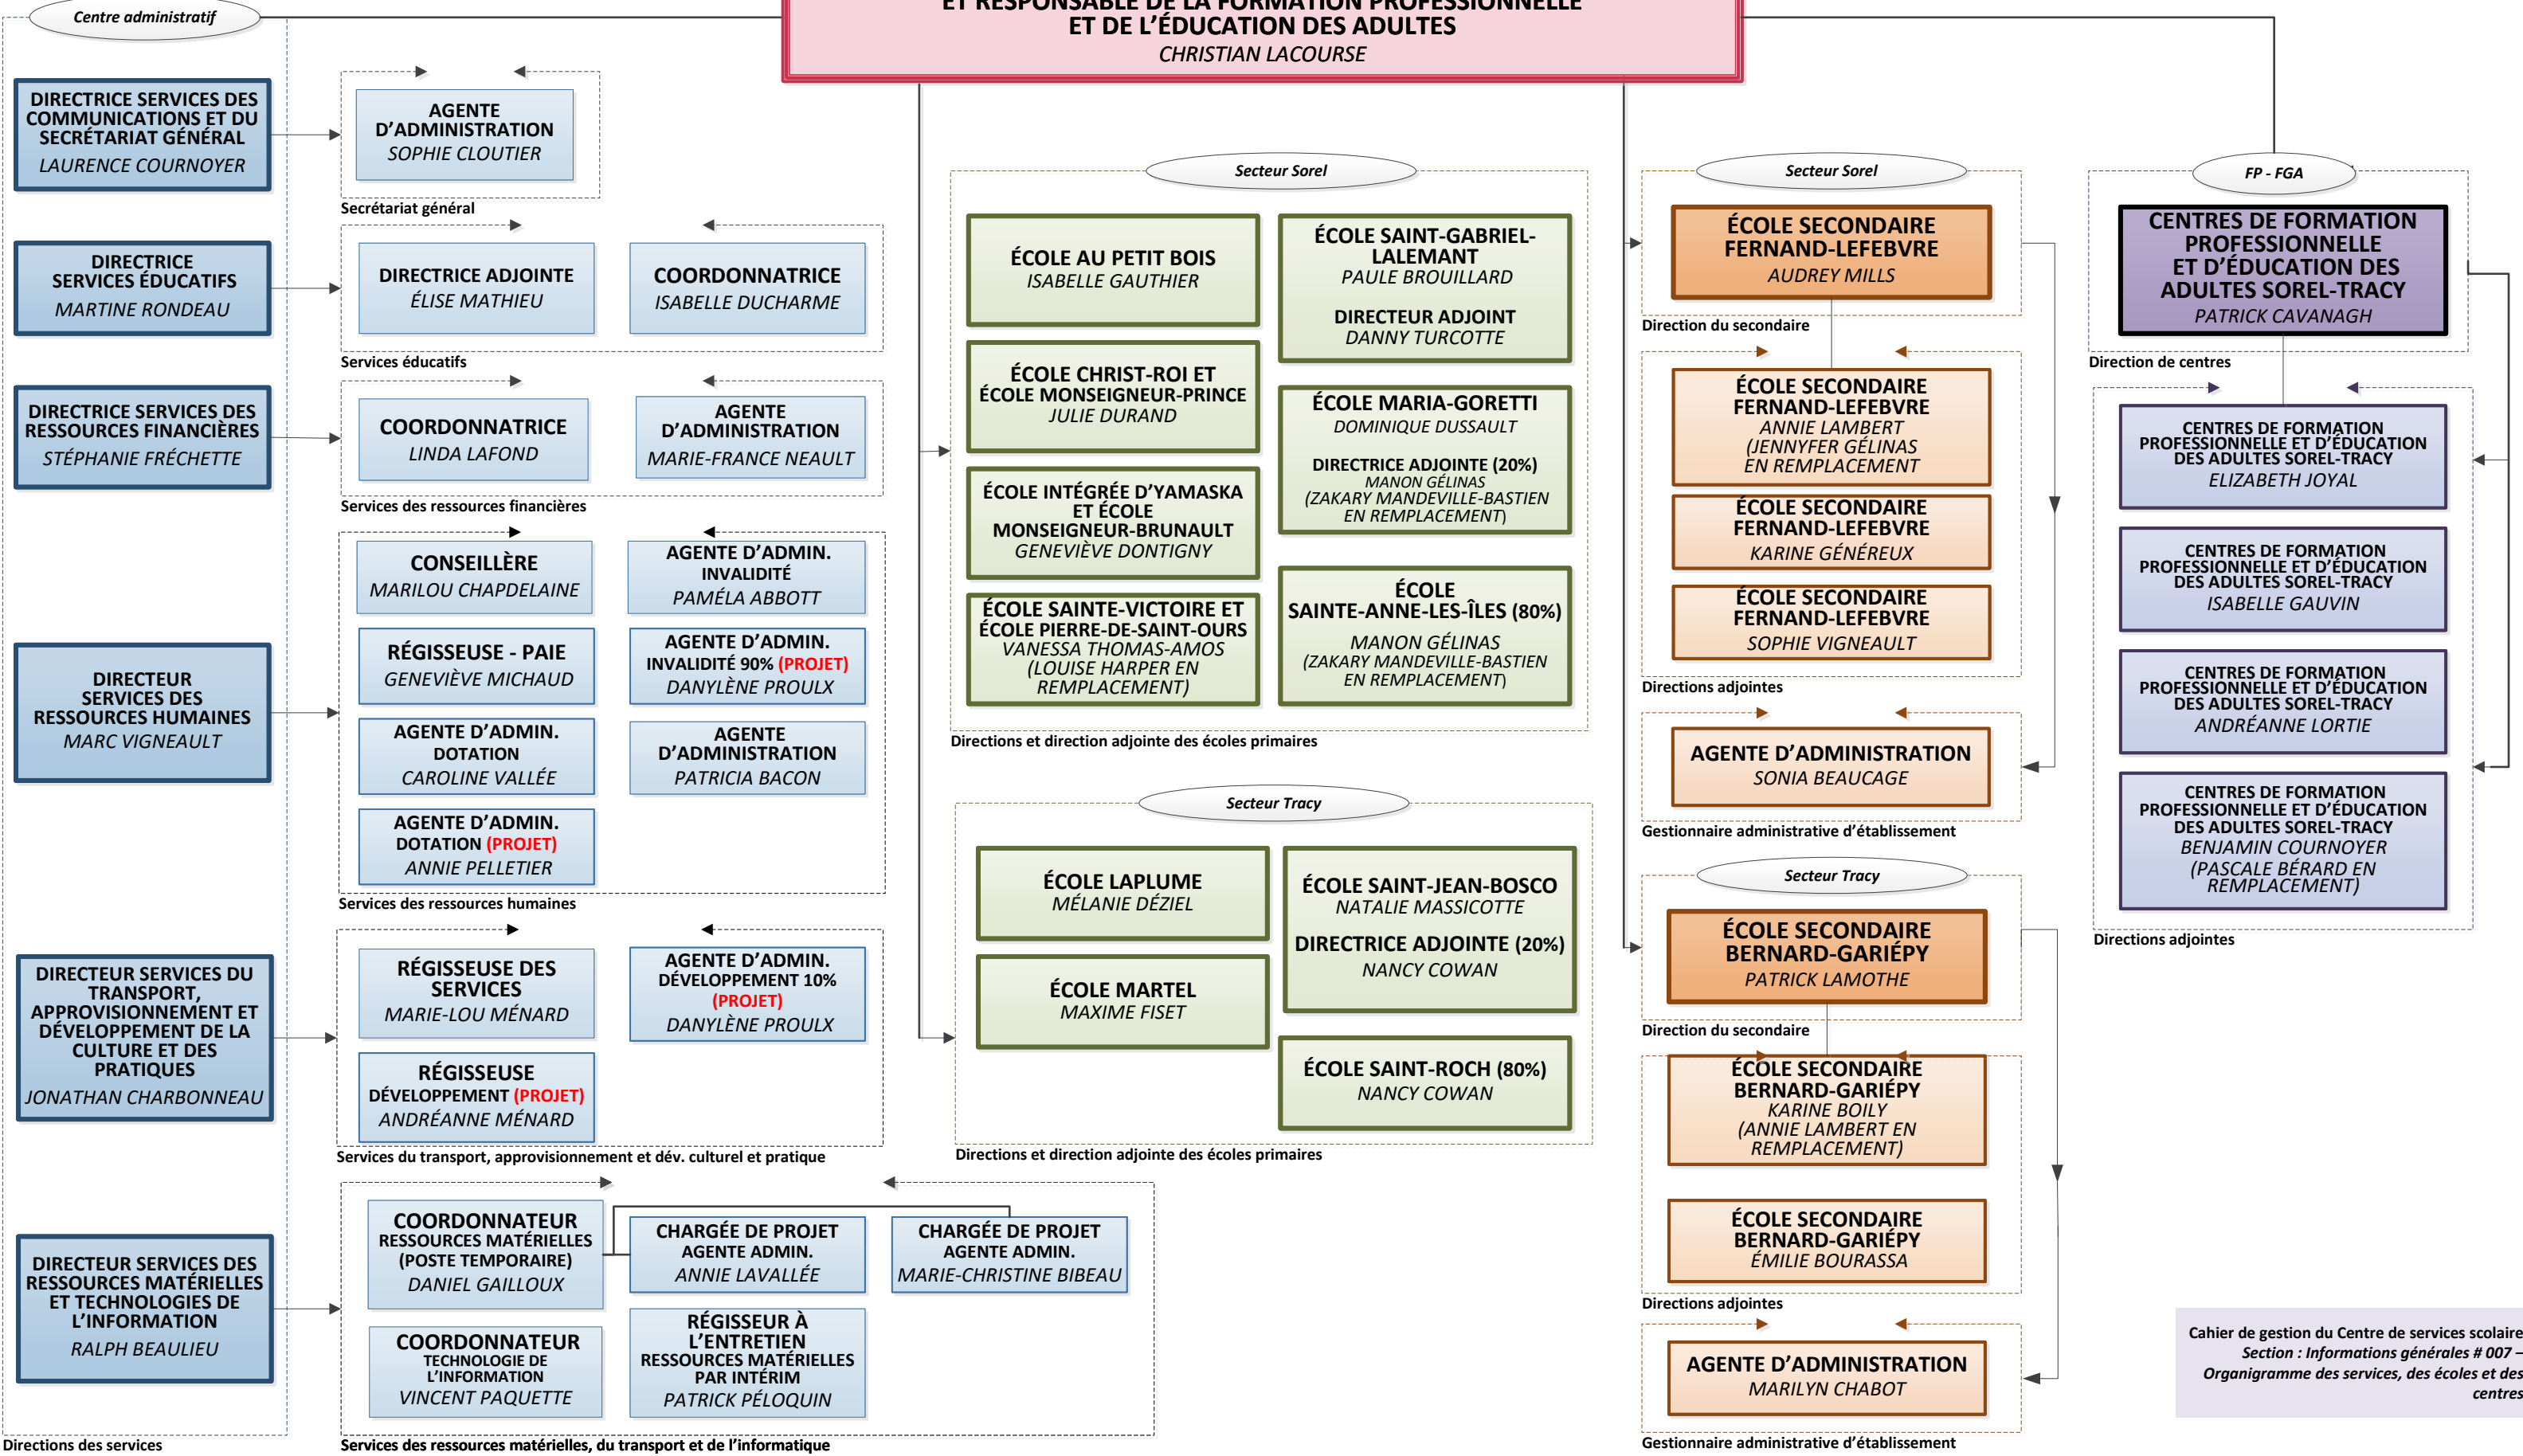 Centre administratif
ET RESPONSABLE DE LA FORMATION PROFESSIONNELLE
ET DE L'ÉDUCATION DES ADULTES
CHRISTIAN LACOURSE
DIRECTRICE SERVICES DES
COMMUNICATIONS ET DU
SECRÉTARIAT GÉNÉRAL
LAURENCE COURNOYER
AGENTE
D'ADMINISTRATION
SOPHIE CLOUTIER
Secrétariat général
DIRECTRICE
SERVICES ÉDUCATIFS
MARTINE RONDEAU
DIRECTRICE ADJOINTE
ÉLISE MATHIEU
COORDONNATRICE
ISABELLE DUCHARME
Services éducatifs
DIRECTRICE SERVICES DES
RESSOURCES FINANCIÈRES
STÉPHANIE FRÉCHETTE
COORDONNATRICE
LINDA LAFOND
AGENTE
D'ADMINISTRATION
MARIE-FRANCE NEAULT
Services des ressources financières
DIRECTEUR
SERVICES DES
RESSOURCES HUMAINES
MARC VIGNEAULT
CONSEILLÈRE
MARILOU CHAPDELAINE
AGENTE D'ADMIN.
INVALIDITÉ
PAMÉLA ABBOTT
RÉGISSEUSE - PAIE
GENEVIÈVE MICHAUD
AGENTE D'ADMIN.
INVALIDITÉ 90% (PROJET)
DANYLÈNE PROULX
AGENTE D'ADMIN.
DOTATION
CAROLINE VALLÉE
AGENTE
D'ADMINISTRATION
PATRICIA BACON
AGENTE D'ADMIN.
DOTATION (PROJET)
ANNIE PELLETIER
Services des ressources humaines
DIRECTEUR SERVICES DU
TRANSPORT,
APPROVISIONNEMENT ET
DÉVELOPPEMENT DE LA
CULTURE ET DES
PRATIQUES
JONATHAN CHARBONNEAU
RÉGISSEUSE DES
SERVICES
MARIE-LOU MÉNARD
AGENTE D'ADMIN.
DÉVELOPPEMENT 10%
(PROJET)
DANYLÈNE PROULX
RÉGISSEUSE
DÉVELOPPEMENT (PROJET)
ANDRÉANNE MÉNARD
Services du transport, approvisionnement et dév. culturel et pratique
DIRECTEUR SERVICES DES
RESSOURCES MATÉRIELLES
ET TECHNOLOGIES DE
L'INFORMATION
RALPH BEAULIEU
COORDONNATEUR
RESSOURCES MATÉRIELLES
(POSTE TEMPORAIRE)
DANIEL GAILLOUX
CHARGÉE DE PROJET
AGENTE ADMIN.
ANNIE LAVALLÉE
CHARGÉE DE PROJET
AGENTE ADMIN.
MARIE-CHRISTINE BIBEAU
COORDONNATEUR
TECHNOLOGIE DE
L'INFORMATION
VINCENT PAQUETTE
RÉGISSEUR À
L'ENTRETIEN
RESSOURCES MATÉRIELLES
PAR INTÉRIM
PATRICK PÉLOQUIN
Directions des services
Services des ressources matérielles, du transport et de l'informatique
Secteur Sorel
ÉCOLE AU PETIT BOIS
ISABELLE GAUTHIER
ÉCOLE SAINT-GABRIEL-
LALEMANT
PAULE BROUILLARD
DIRECTEUR ADJOINT
DANNY TURCOTTE
ÉCOLE CHRIST-ROI ET
ÉCOLE MONSEIGNEUR-PRINCE
JULIE DURAND
ÉCOLE MARIA-GORETTI
DOMINIQUE DUSSAULT
DIRECTRICE ADJOINTE (20%)
MANON GÉLINAS
(ZAKARY MANDEVILLE-BASTIEN
EN REMPLACEMENT)
ÉCOLE INTÉGRÉE D'YAMASKA
ET ÉCOLE
MONSEIGNEUR-BRUNAULT
GENEVIÈVE DONTIGNY
ÉCOLE SAINTE-VICTOIRE ET
ÉCOLE PIERRE-DE-SAINT-OURS
VANESSA THOMAS-AMOS
(LOUISE HARPER EN
REMPLACEMENT)
ÉCOLE
SAINTE-ANNE-LES-ÎLES (80%)
MANON GÉLINAS
(ZAKARY MANDEVILLE-BASTIEN
EN REMPLACEMENT)
Directions et direction adjointe des écoles primaires
Secteur Tracy
ÉCOLE LAPLUME
MÉLANIE DÉZIEL
ÉCOLE SAINT-JEAN-BOSCO
NATALIE MASSICOTTE
DIRECTRICE ADJOINTE (20%)
NANCY COWAN
ÉCOLE MARTEL
MAXIME FISET
ÉCOLE SAINT-ROCH (80%)
NANCY COWAN
Directions et direction adjointe des écoles primaires
Secteur Sorel
ÉCOLE SECONDAIRE
FERNAND-LEFEBVRE
AUDREY MILLS
Direction du secondaire
ÉCOLE SECONDAIRE
FERNAND-LEFEBVRE
ANNIE LAMBERT
(JENNYFER GÉLINAS
EN REMPLACEMENT
ÉCOLE SECONDAIRE
FERNAND-LEFEBVRE
KARINE GÉNÉREUX
ÉCOLE SECONDAIRE
FERNAND-LEFEBVRE
SOPHIE VIGNEAULT
Directions adjointes
AGENTE D'ADMINISTRATION
SONIA BEAUCAGE
Gestionnaire administrative d'établissement
Secteur Tracy
ÉCOLE SECONDAIRE
BERNARD-GARIÉPY
PATRICK LAMOTHE
Direction du secondaire
ÉCOLE SECONDAIRE
BERNARD-GARIÉPY
KARINE BOILY
(ANNIE LAMBERT EN
REMPLACEMENT)
ÉCOLE SECONDAIRE
BERNARD-GARIÉPY
ÉMILIE BOURASSA
Directions adjointes
AGENTE D'ADMINISTRATION
MARILYN CHABOT
Gestionnaire administrative d'établissement
FP - FGA
CENTRES DE FORMATION
PROFESSIONNELLE
ET D'ÉDUCATION DES
ADULTES SOREL-TRACY
PATRICK CAVANAGH
Direction de centres
CENTRES DE FORMATION
PROFESSIONNELLE ET D'ÉDUCATION
DES ADULTES SOREL-TRACY
ELIZABETH JOYAL
CENTRES DE FORMATION
PROFESSIONNELLE ET D'ÉDUCATION
DES ADULTES SOREL-TRACY
ISABELLE GAUVIN
CENTRES DE FORMATION
PROFESSIONNELLE ET D'ÉDUCATION
DES ADULTES SOREL-TRACY
ANDRÉANNE LORTIE
CENTRES DE FORMATION
PROFESSIONNELLE ET D'ÉDUCATION
DES ADULTES SOREL-TRACY
BENJAMIN COURNOYER
(PASCALE BÉRARD EN
REMPLACEMENT)
Directions adjointes
Cahier de gestion du Centre de services scolaire
Section : Informations générales # 007 –
Organigramme des services, des écoles et des
centres